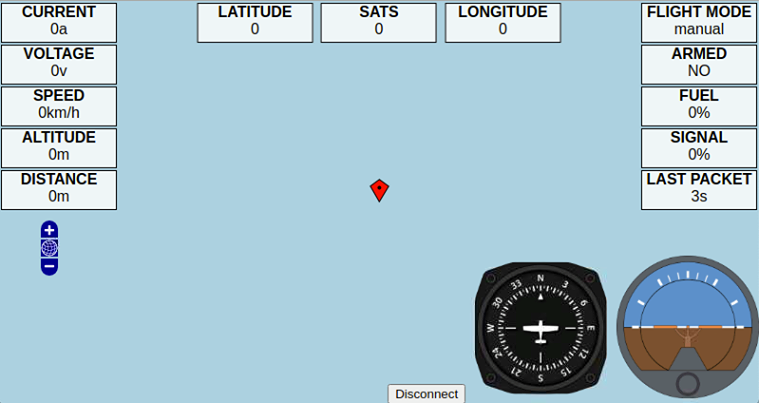 CURRENT
0a
VOLTAGE
0v
SPEED
0km/h
ALTITUDE
0m
DISTANCE
0m
LATITUDE
0
SATS
0
LONGITUDE
0
FLIGHT MODE
manual
ARMED
NO
FUEL
0%
SIGNAL
0%
LAST PACKET
3s
+
−
N
3
6
E
12
15
S
21
24
W
30
33
Disconnect